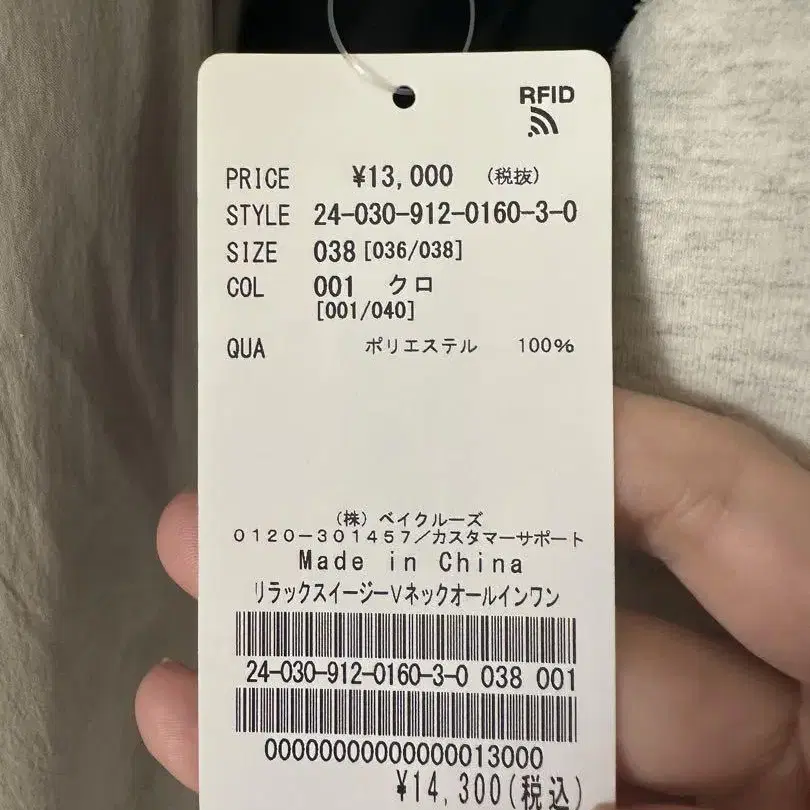 RFID
PRICE ¥13,000 (税抜)
STYLE 24-030-912-0160-3-0
SIZE 038 [036/038]
COL 001 クロ
[001/040]
QUA ポリエステル 100%
(株) ベイクルーズ
0120-301457/カスタマーサポート
Made in China
リラックスイージーVネックオールインワン
24-030-912-0160-3-0 038 001
00000000000000013000
¥14,300(税込)